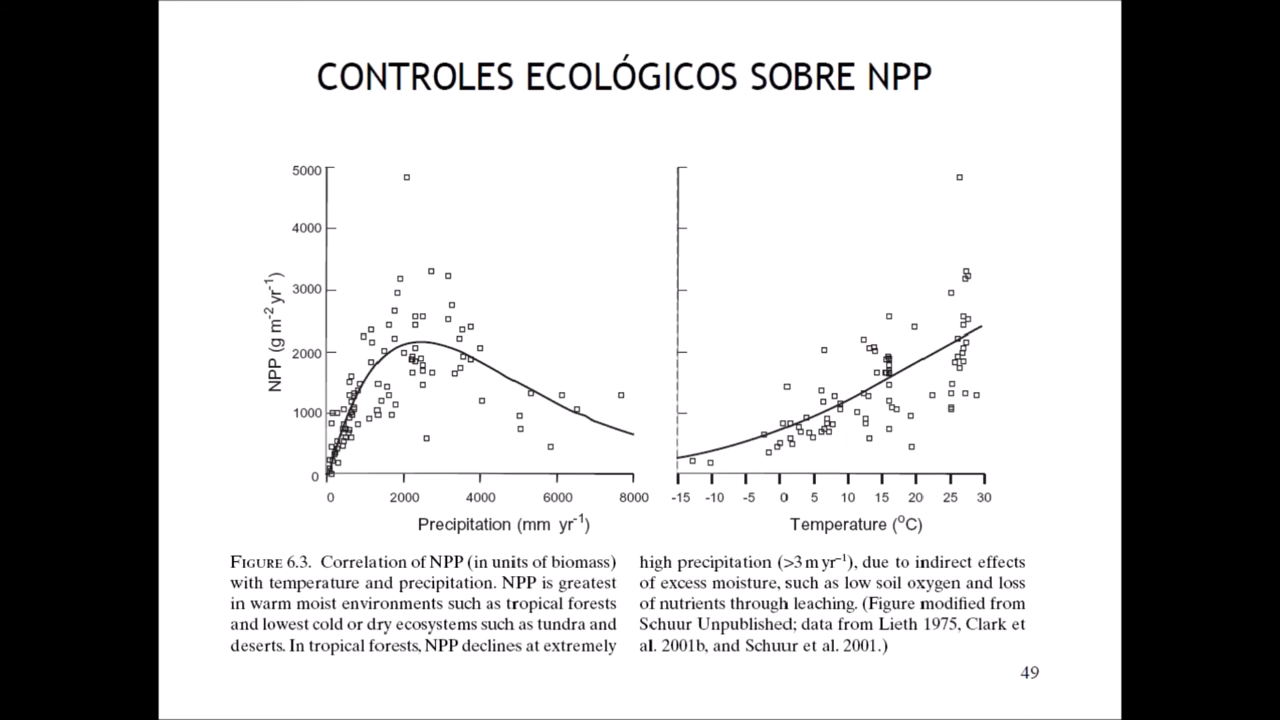 CONTROLES ECOLÓGICOS SOBRE NPP
5000
4000
3000
2000
1000
0
NPP (g m-2 yr-1)
0 2000 4000 6000 8000
Precipitation (mm yr-1)
-15 -10 -5 0 5 10 15 20 25 30
Temperature (oC)
FIGURE 6.3. Correlation of NPP (in units of biomass)
with temperature and precipitation. NPP is greatest
in warm moist environments such as tropical forests
and lowest cold or dry ecosystems such as tundra and
deserts. In tropical forests, NPP declines at extremely
high precipitation (>3 m yr−1), due to indirect effects
of excess moisture, such as low soil oxygen and loss
of nutrients through leaching. (Figure modified from
Schuur Unpublished; data from Lieth 1975, Clark et
al. 2001b, and Schuur et al. 2001.)
49